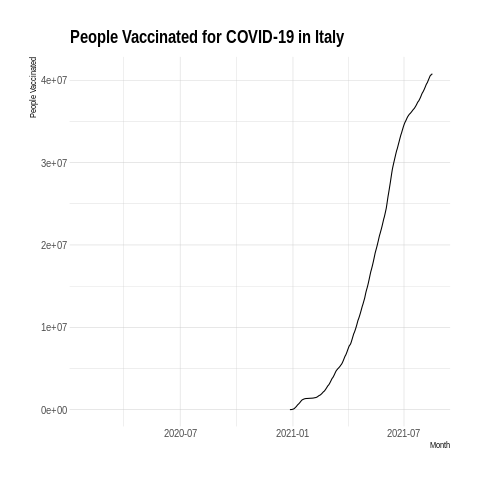 People Vaccinated for COVID-19 in Italy
People Vaccinated
4e+07
3e+07
2e+07
1e+07
0e+00
2020-07
2021-01
2021-07
Month